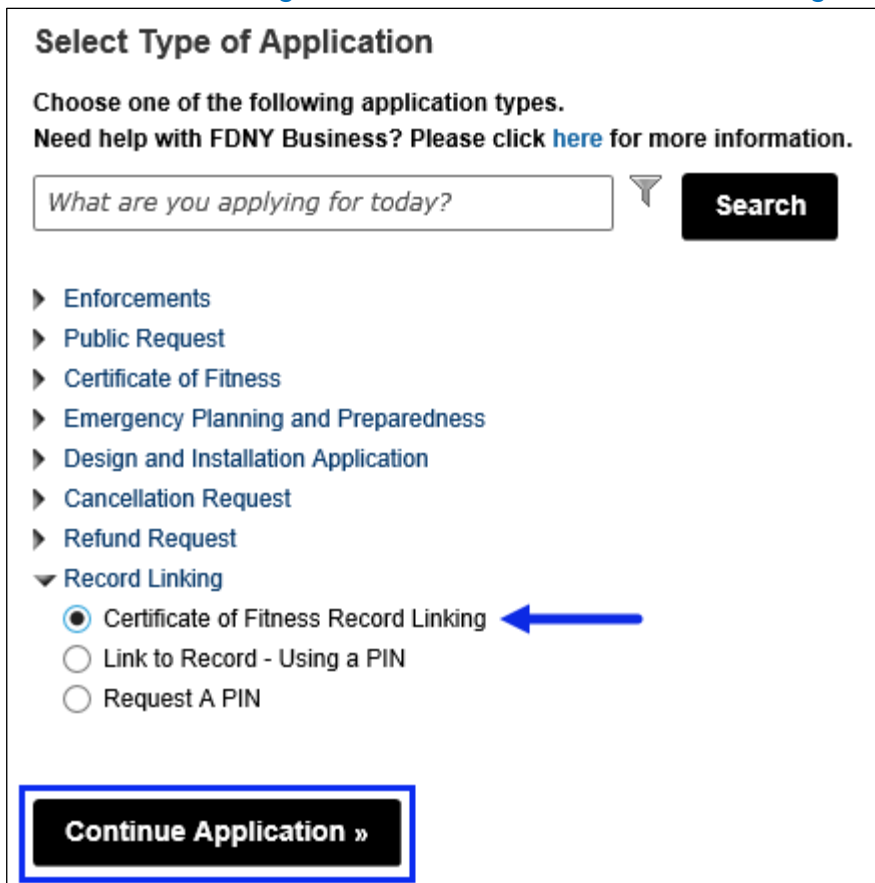 Select Type of Application
Choose one of the following application types.
Need help with FDNY Business? Please click here for more information.
What are you applying for today?
Search
Enforcements
Public Request
Certificate of Fitness
Emergency Planning and Preparedness
Design and Installation Application
Cancellation Request
Refund Request
Record Linking
Certificate of Fitness Record Linking
Link to Record - Using a PIN
Request A PIN
Continue Application »